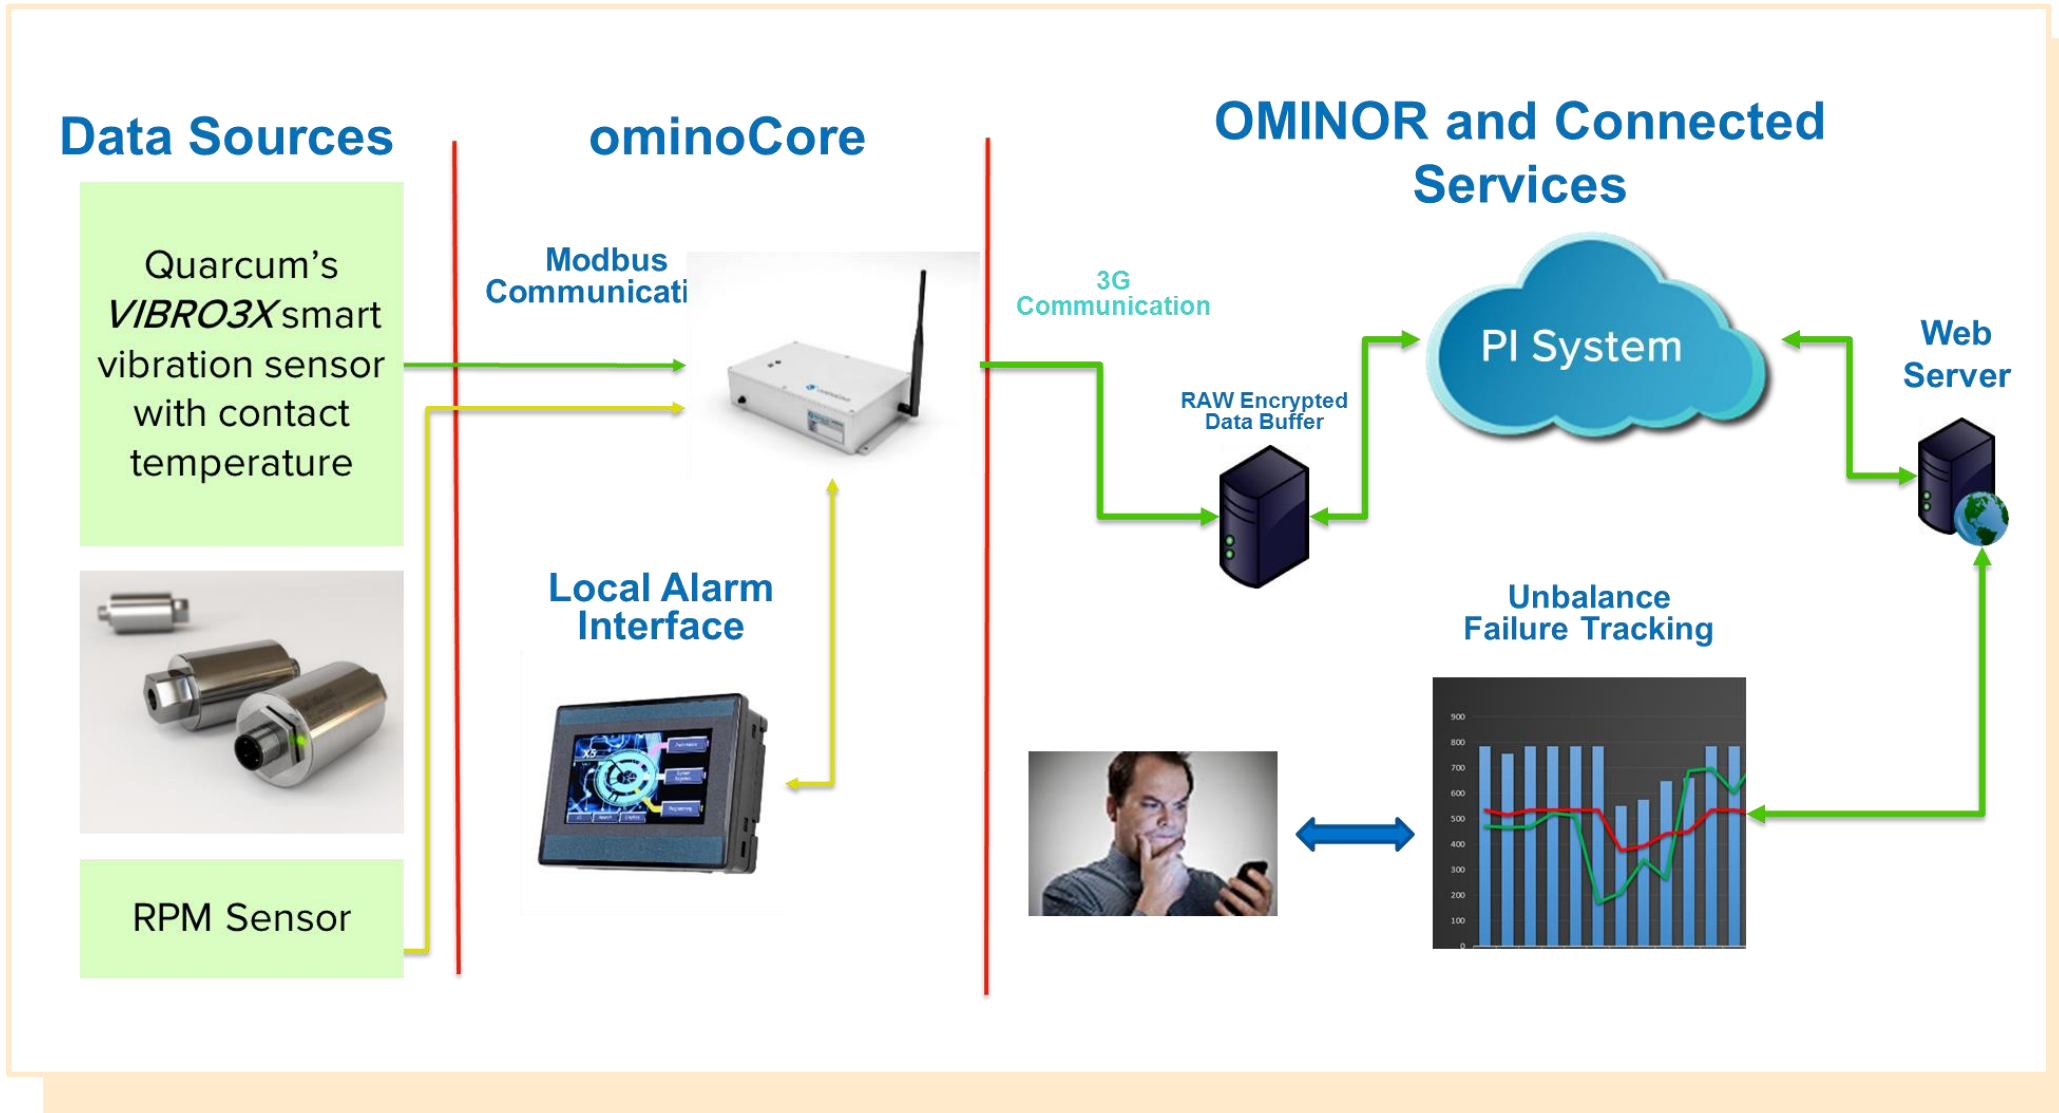 Data Sources
Quarcum's
VIBRO3X smart
vibration sensor
with contact
temperature
RPM Sensor
ominoCore
Modbus
Communicati
Local Alarm
Interface
X5
OMINOR and Connected
Services
3G
Communication
RAW Encrypted
Data Buffer
PI System
Web
Server
Unbalance
Failure Tracking
900
800
700
600
500
400
300
200
100
0